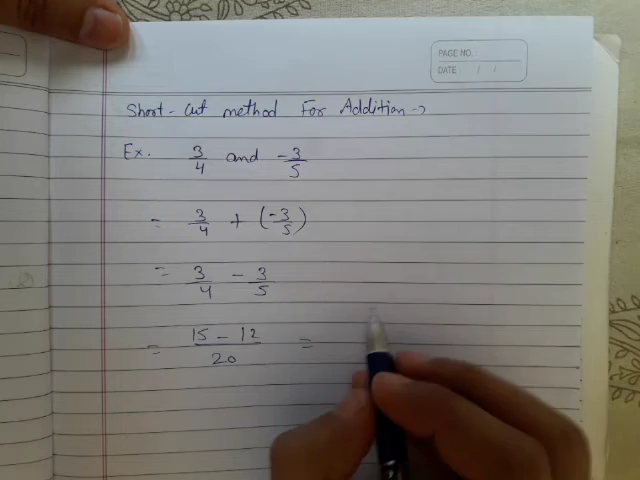 PAGE NO. :
DATE / /
Short-cut method For Addition →
Ex. 3/4 and -3/5
= 3/4 + (-3/5)
= 3/4 - 3/5
= 15 - 12/20 =